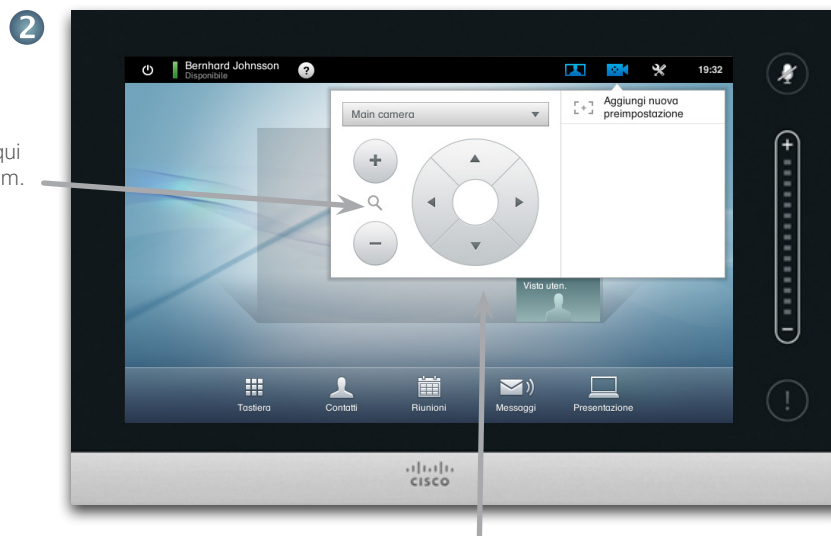 2
Bernhard Johnsson
Disponibile
?
19:32
Main camera
Aggiungi nuova
preimpostazione
qui
m.
Vista uten.
Tastiera
Contatti
Riunioni
Messaggi
Presentazione
CISCO